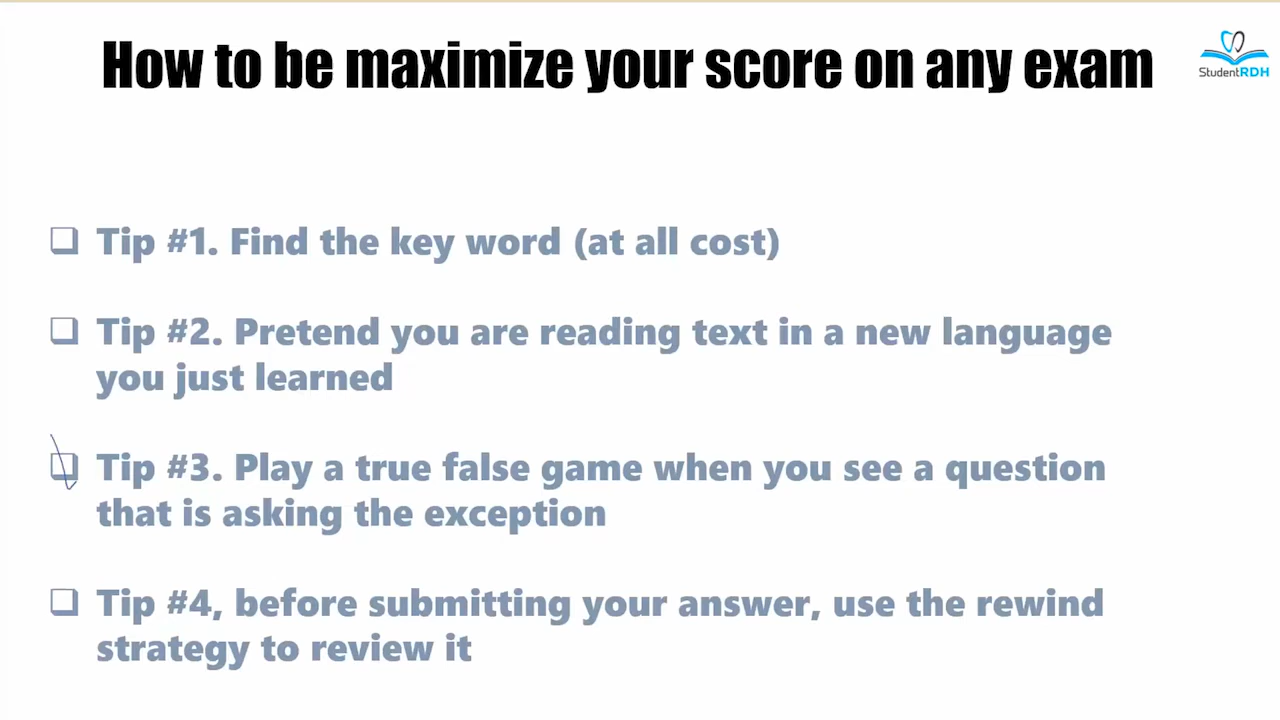 How to be maximize your score on any exam
StudentRDH
Tip #1. Find the key word (at all cost)
Tip #2. Pretend you are reading text in a new language
you just learned
Tip #3. Play a true false game when you see a question
that is asking the exception
Tip #4, before submitting your answer, use the rewind
strategy to review it